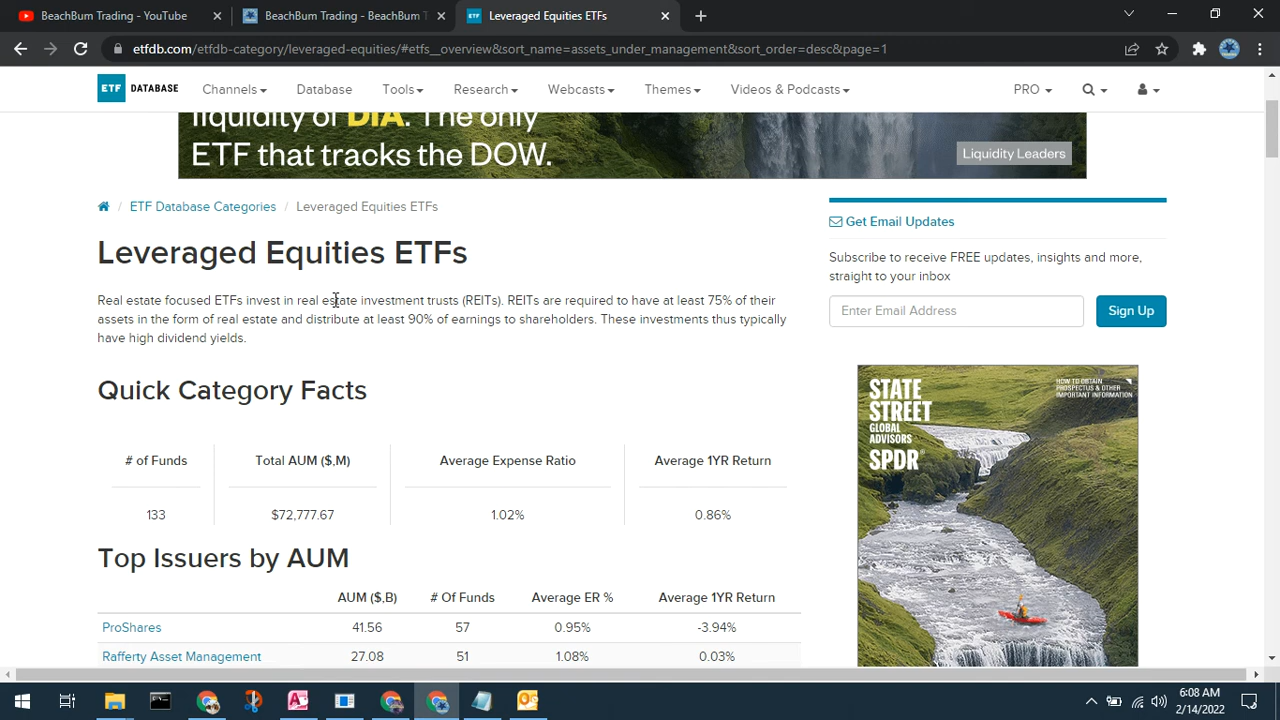 BeachBum Trading - YouTube
BeachBum Trading - BeachBum T
Leveraged Equities ETFs
etfdb.com/etfdb-category/leveraged-equities/#etfs__overview&sort_name=assets_under_management&sort_order=desc&page=1
ETF DATABASE
Channels
Database
Tools
Research
Webcasts
Themes
Videos & Podcasts
PRO
liquidity of DIA. The only
ETF that tracks the DOW.
Liquidity Leaders
/ ETF Database Categories / Leveraged Equities ETFs
Leveraged Equities ETFs
Real estate focused ETFs invest in real estate investment trusts (REITs). REITs are required to have at least 75% of their
assets in the form of real estate and distribute at least 90% of earnings to shareholders. These investments thus typically
have high dividend yields.
Quick Category Facts
# of Funds Total AUM ($,M) Average Expense Ratio Average 1YR Return
133 $72,777.67 1.02% 0.86%
Top Issuers by AUM
AUM ($,B) # Of Funds Average ER % Average 1YR Return
ProShares 41.56 57 0.95% -3.94%
Rafferty Asset Management 27.08 51 1.08% 0.03%
Get Email Updates
Subscribe to receive FREE updates, insights and more,
straight to your inbox
Enter Email Address
Sign Up
STATE
STREET
GLOBAL
ADVISORS
SPDR®
HOW TO OBTAIN
PROSPECTUS & OTHER
IMPORTANT INFORMATION
6:08 AM
2/14/2022